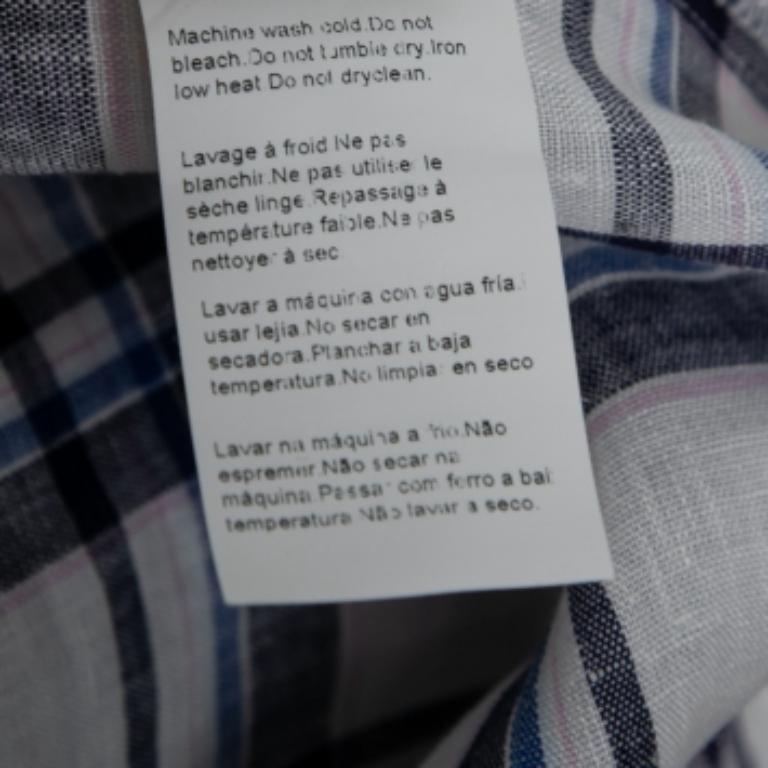 Machine wash cold.Do not
bleach.Do not tumble dry.Iron
low heat.Do not dryclean.
Lavage à froid.Ne pas
blanchir.Ne pas utiliser le
sèche linge.Repassage à
température faible.Ne pas
nettoyer à sec
Lavar a máquina con agua fría.
usar lejia.No secar en
secadora.Planchar a baja
temperatura.No limpiar en seco
Lavar na máquina a frio.Não
espremer.Não secar na
máquina.Passar com ferro a bai
temperatura.Não lavar a seco.